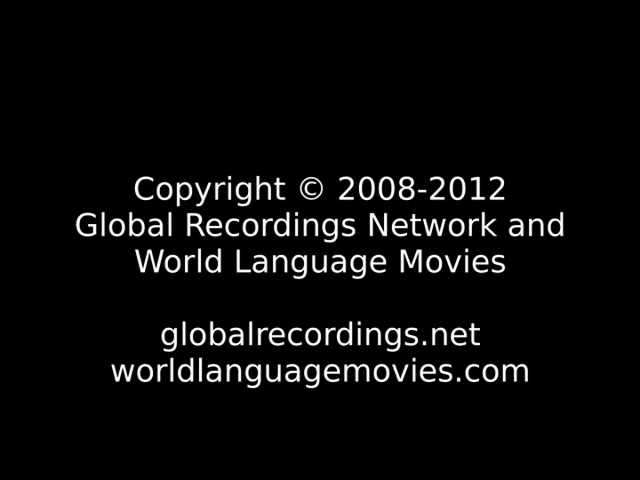 Copyright © 2008-2012
Global Recordings Network and
World Language Movies
globalrecordings.net
worldlanguagemovies.com